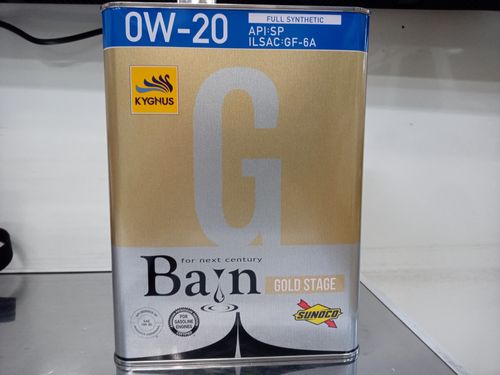 0W-20
FULL SYNTHETIC
API:SP
ILSAC:GF-6A
KYGNUS
G
for next century
Bain
GOLD STAGE
FOR
GASOLINE
ENGINES
SUNOCO